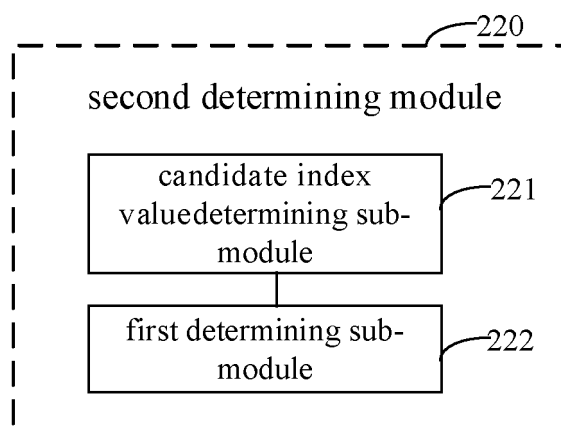 220
second determining module
candidate index
valuedetermining sub-
module
221
first determining sub-
module
222